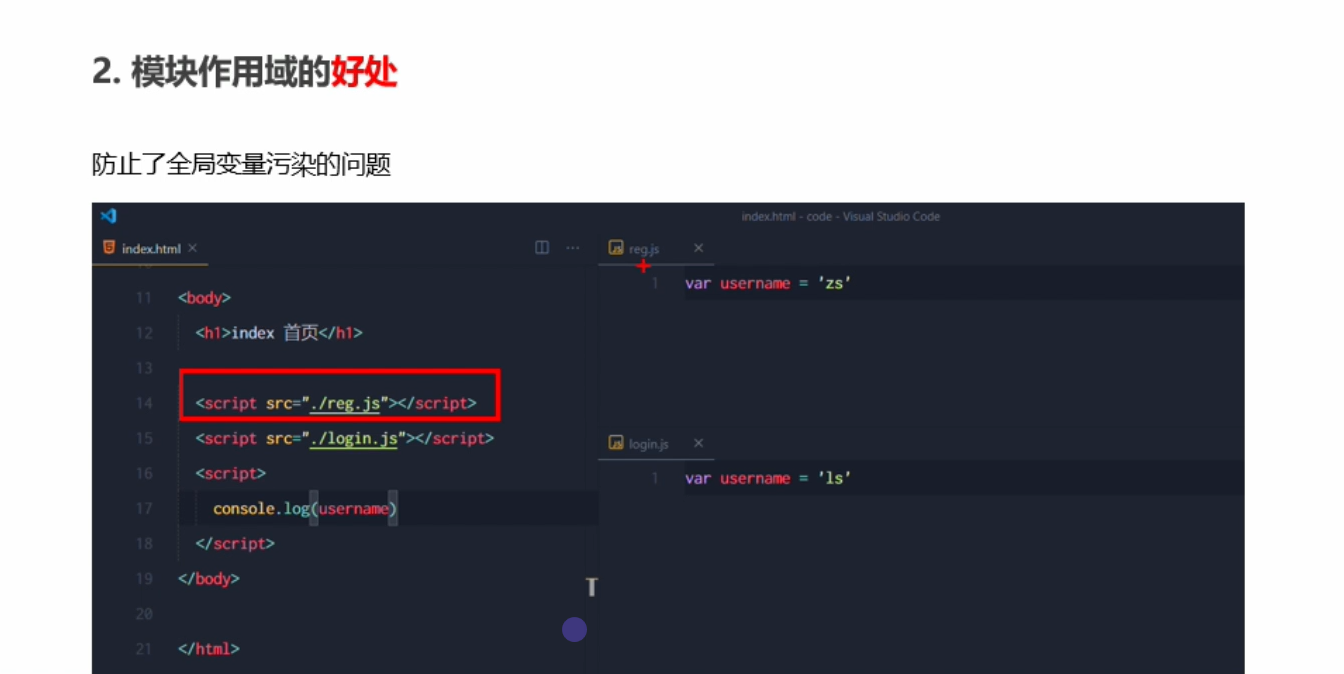 2. 模块作用域的好处
防止了全局变量污染的问题
index.html - code - Visual Studio Code
index.html
11 <body>
12 <h1>index 首页</h1>
13
14 <script src="./reg.js"></script>
15 <script src="./login.js"></script>
16 <script>
17 console.log(username)
18 </script>
19 </body>
20
21 </html>
reg.js
1 var username = 'zs'
login.js
1 var username = 'ls'